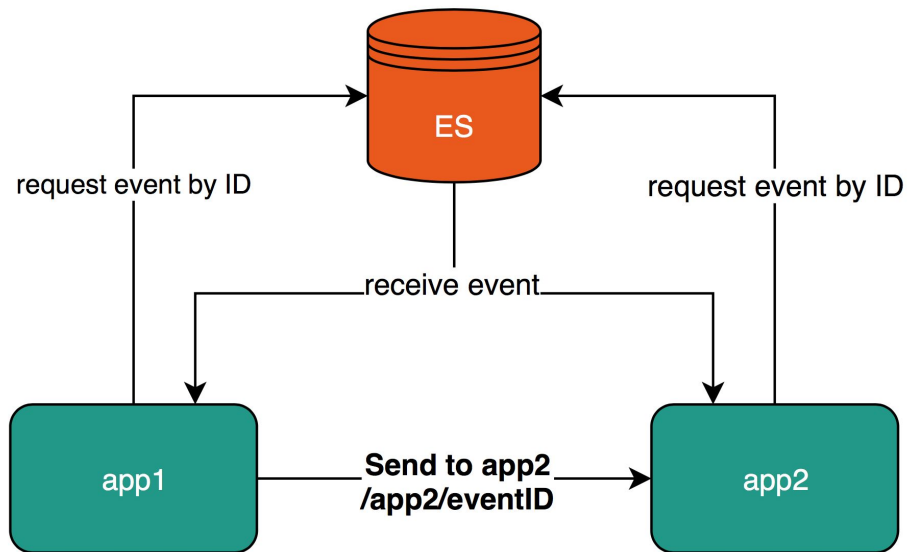 ES
request event by ID
request event by ID
receive event
app1
Send to app2
/app2/eventID
app2